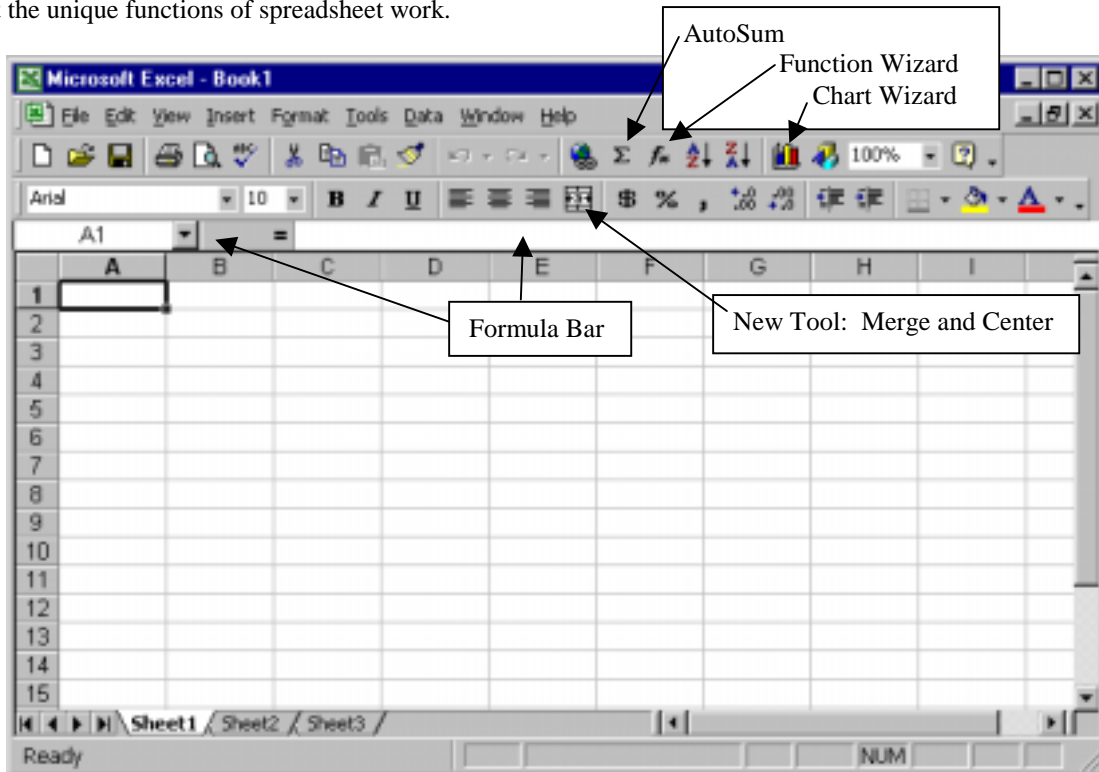 the unique functions of spreadsheet work.
AutoSum
Function Wizard
Chart Wizard
Microsoft Excel - Book1
File Edit View Insert Format Tools Data Window Help
100%
Arial 10 B I U $ % ,
A1 =
A B C D E F G H I
1
2
3
4
5
6
7
8
9
10
11
12
13
14
15
Formula Bar
New Tool: Merge and Center
Sheet1 Sheet2 Sheet3
Ready NUM